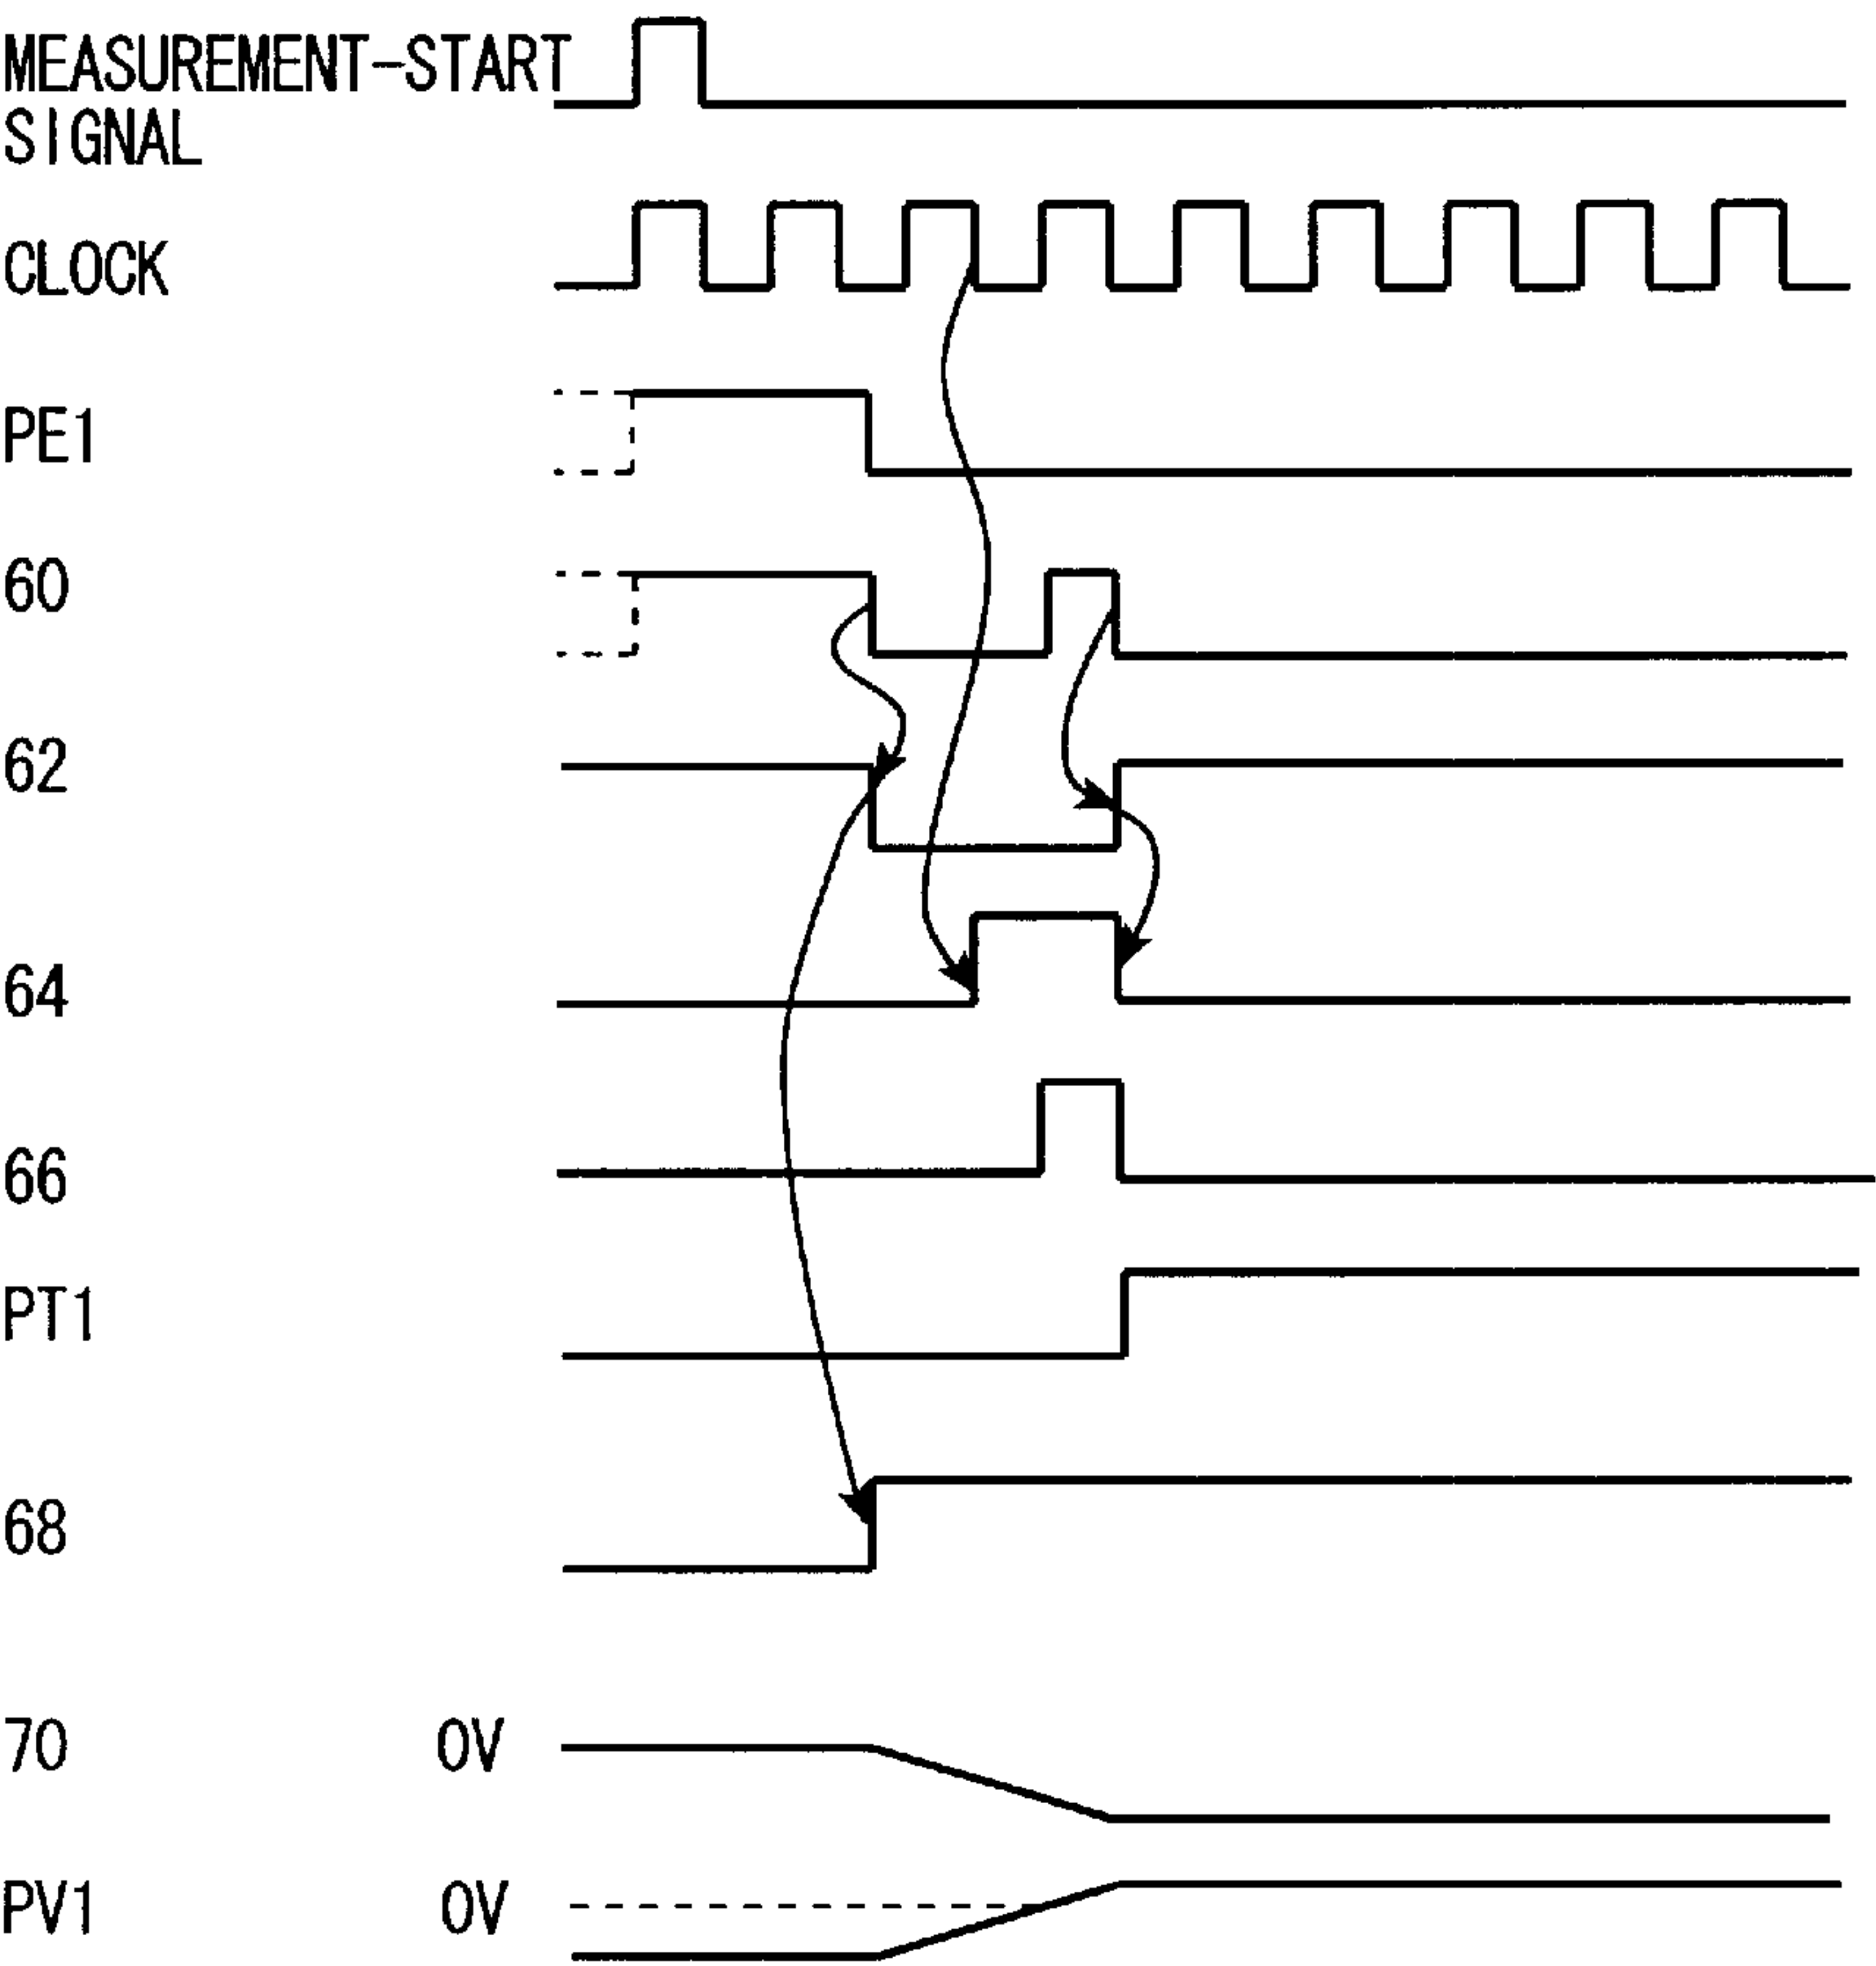 MEASUREMENT-START
SIGNAL
CLOCK
PE1
60
62
64
66
PT1
68
70 0V
PV1 0V